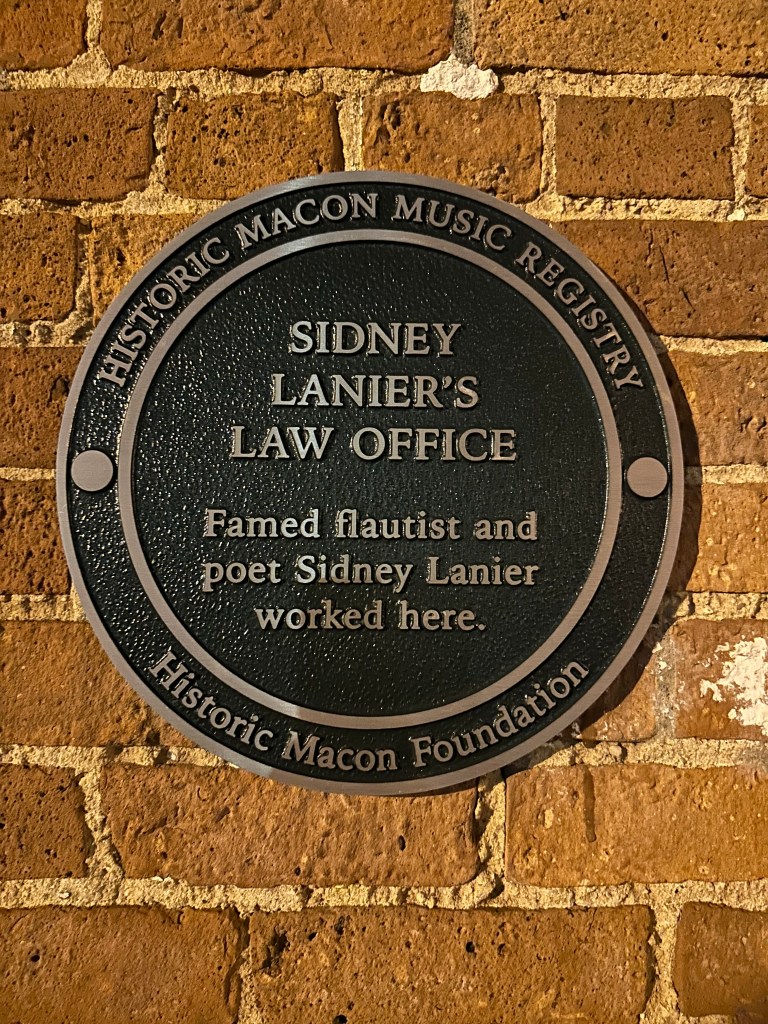 HISTORIC MACON MUSIC REGISTRY
SIDNEY
LANIER'S
LAW OFFICE
Famed flautist and
poet Sidney Lanier
worked here.
Historic Macon Foundation